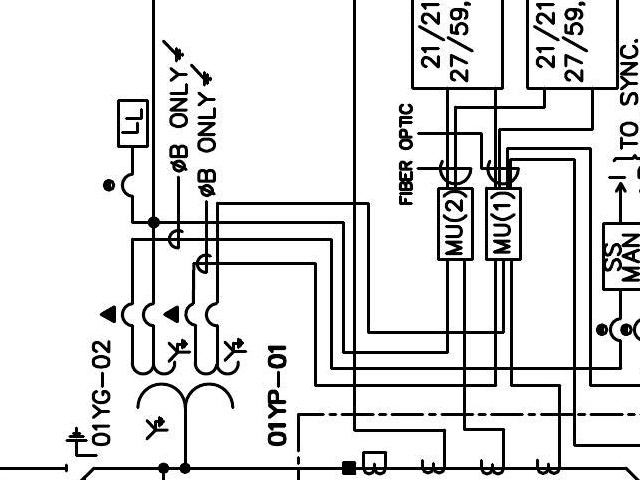 21/21
27/59,
21/21
27/59,
TO SYNC.
LL
øB ONLY
øB ONLY
FIBER OPTIC
MU(2)
MU(1)
SS
MAN
01YG-02
01YP-01